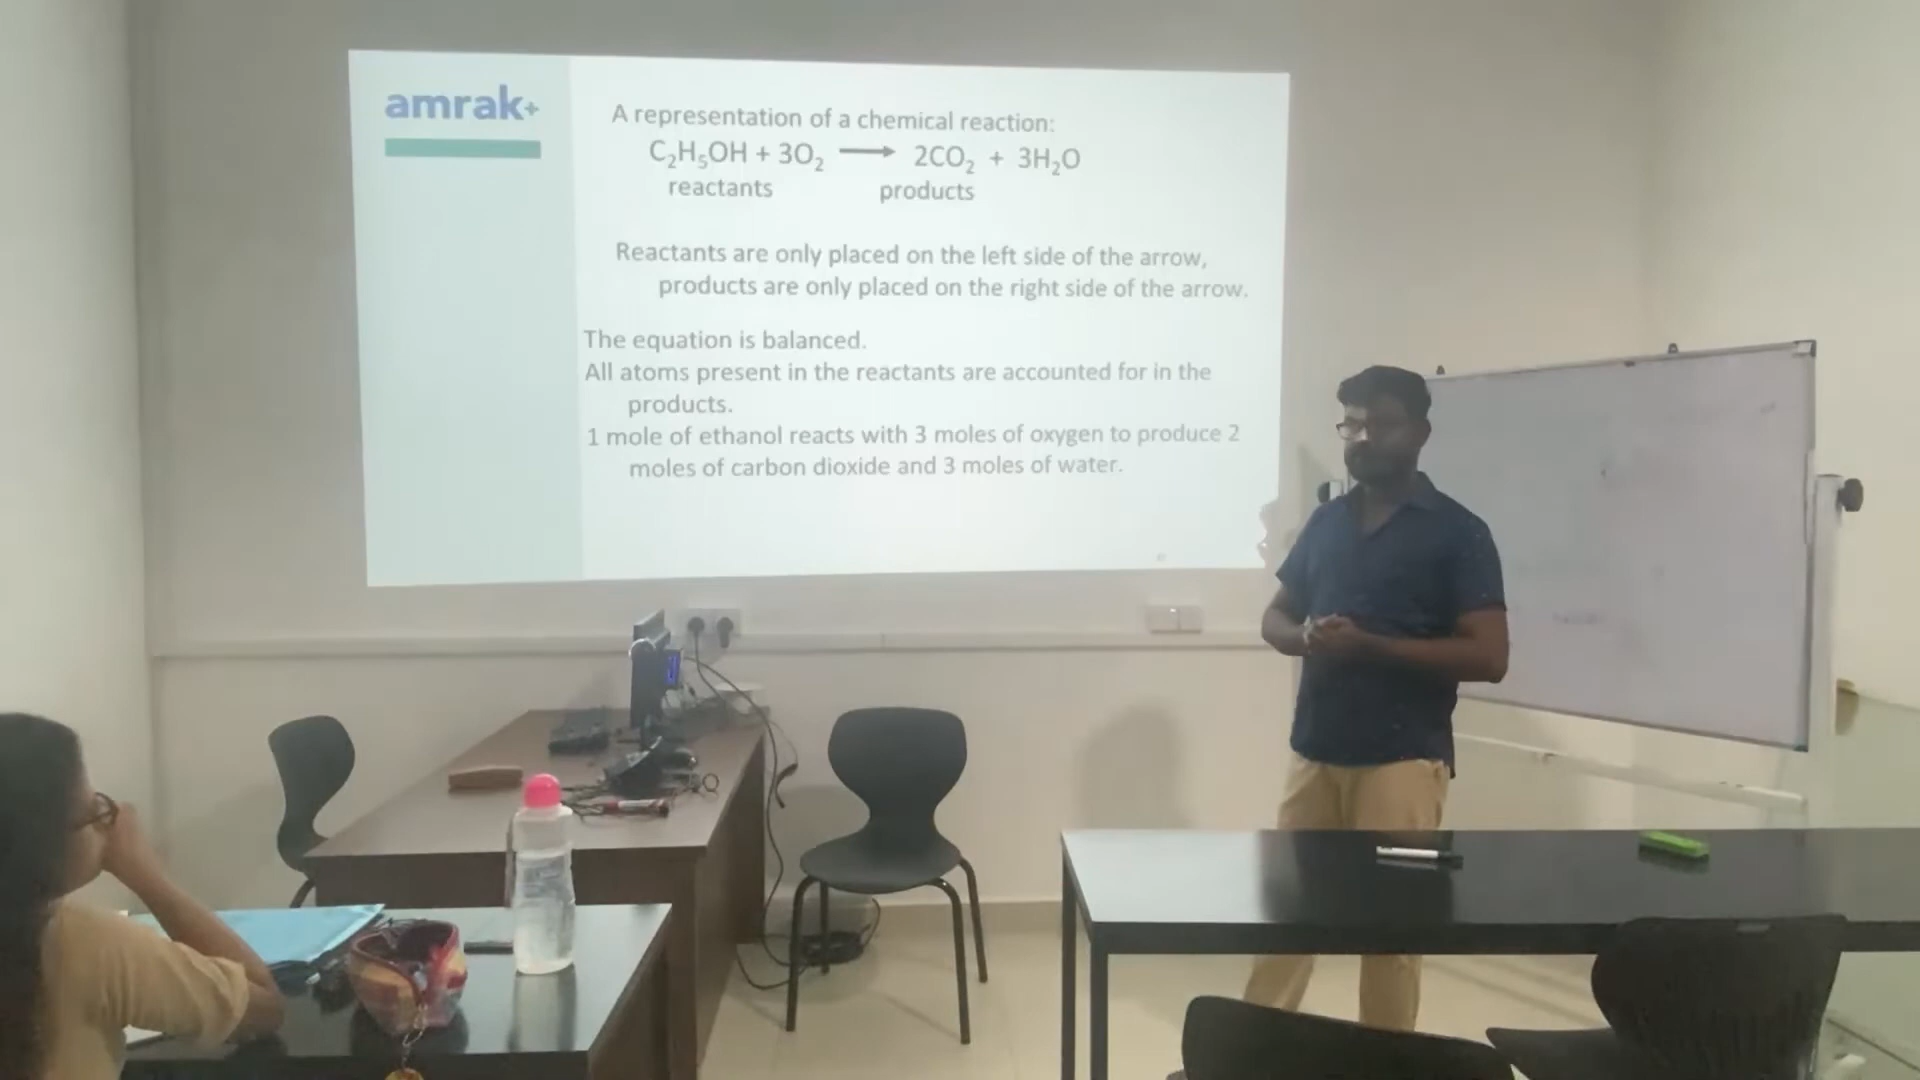 amrak+
A representation of a chemical reaction:
C₂H₅OH + 3O₂ ⟶ 2CO₂ + 3H₂O
reactants products
Reactants are only placed on the left side of the arrow,
products are only placed on the right side of the arrow.
The equation is balanced.
All atoms present in the reactants are accounted for in the
products.
1 mole of ethanol reacts with 3 moles of oxygen to produce 2
moles of carbon dioxide and 3 moles of water.